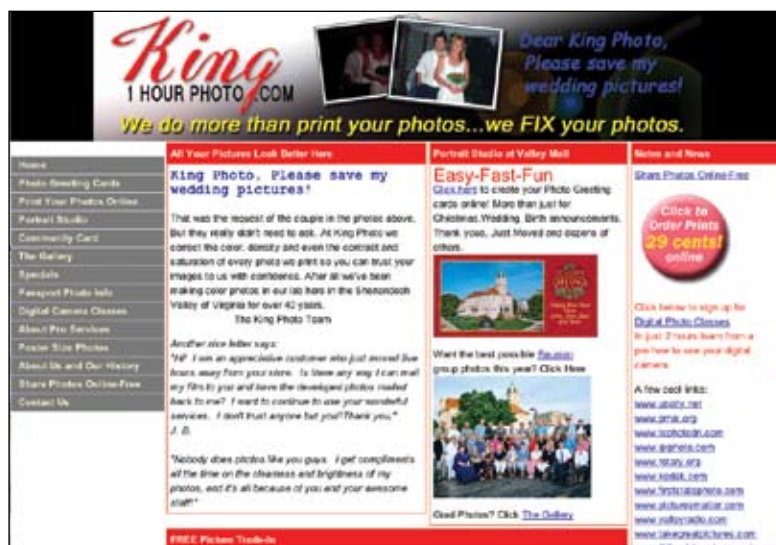 King
1 HOUR PHOTO .COM
Dear King Photo,
Please save my
wedding pictures!
We do more than print your photos...we FIX your photos.
Home
Photo Greeting Cards
Print Your Photos Online
Portrait Studio
Community Card
The Gallery
Specials
Passport Photo Info
Digital Camera Classes
About Pro Services
Poster Size Photos
About Us and Our History
Share Photos Online-Free
Contact Us
All Your Pictures Look Better Here
King Photo, Please save my
wedding pictures!
That was the request of the couple in the photos above.
But they really didn't need to ask. At King Photo we
correct the color, density and even the contrast and
saturation of every photo we print so you can trust your
images to us with confidence. After all we've been
making color photos in our lab here in the Shenandoah
Valley of Virginia for over 40 years.
The King Photo Team
Another nice letter says:
"Hi! I am an appreciative customer who just moved five
hours away from your store. Is there any way I can mail
my film to you and have the developed photos mailed
back to me? I want to continue to use your wonderful
services. I don't trust anyone but you! Thank you."
J. B.
"Nobody does photos like you guys. I get compliments
all the time on the clearness and brightness of my
photos, and it's all because of you and your awesome
staff!"
FREE Picture Trade-In
Portrait Studio at Valley Mall
Easy-Fast-Fun
Click here to create your Photo Greeting
cards online! More than just for
Christmas, Wedding, Birth announcements,
Thank yous, Just Moved and dozens of
others.
Want the best possible Reunion
group photos this year? Click Here
Good Photos? Click The Gallery
Notes and News
Share Photos Online-Free
Click to
Order Prints
29 cents!
online
Click below to sign up for
Digital Photo Classes
In just 2 hours learn from a
pro how to use your digital
camera.
A few cool links:
www.pmai.org
www.ipiphoto.com
www.rotary.org
www.kodak.com
www.valleyradio.com
www.takegreatpictures.com